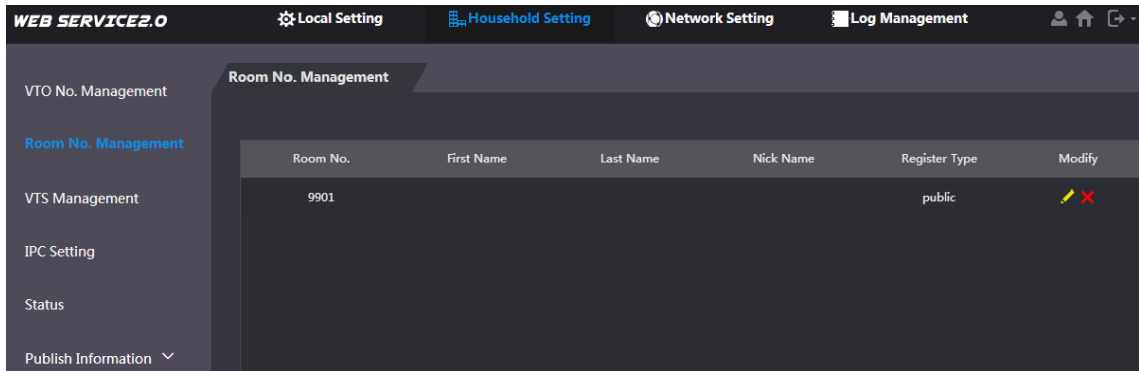 WEB SERVICE2.0 Local Setting Household Setting Network Setting Log Management
VTO No. Management
Room No. Management
VTS Management
IPC Setting
Status
Publish Information
Room No. Management
Room No. First Name Last Name Nick Name Register Type Modify
9901 public